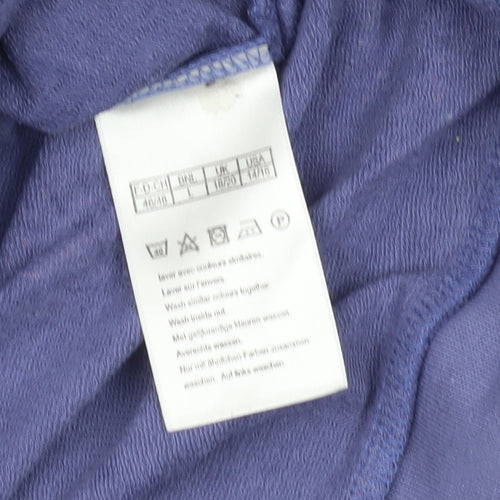 F-D-CH BNL UK USA
46/48 L 18/20 14/16
40 P
laver avec couleurs similaires.
Laver sur l'envers.
Wash similar colours together.
Wash inside out.
Met gelijksoortige kleuren wassen.
Averechts wassen.
Nur mit ähnlichen Farben zusammen
waschen. Auf links waschen.